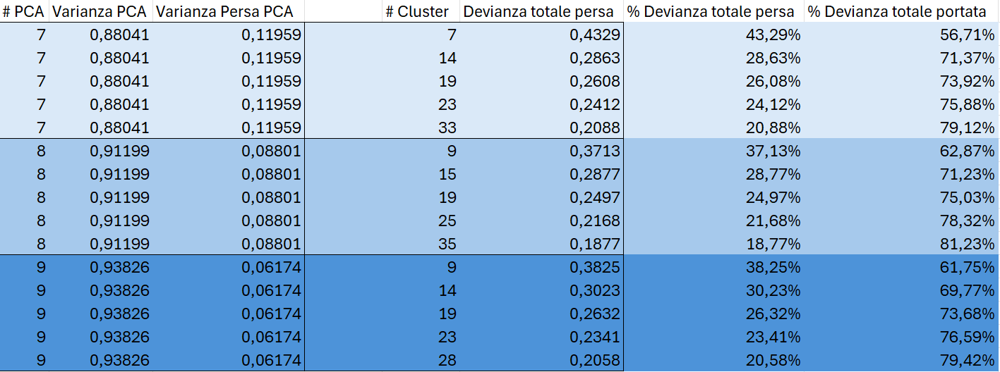 # PCA Varianza PCA Varianza Persa PCA # Cluster Devianza totale persa % Devianza totale persa % Devianza totale portata
7 0,88041 0,11959 7 0,4329 43,29% 56,71%
7 0,88041 0,11959 14 0,2863 28,63% 71,37%
7 0,88041 0,11959 19 0,2608 26,08% 73,92%
7 0,88041 0,11959 23 0,2412 24,12% 75,88%
7 0,88041 0,11959 33 0,2088 20,88% 79,12%
8 0,91199 0,08801 9 0,3713 37,13% 62,87%
8 0,91199 0,08801 15 0,2877 28,77% 71,23%
8 0,91199 0,08801 19 0,2497 24,97% 75,03%
8 0,91199 0,08801 25 0,2168 21,68% 78,32%
8 0,91199 0,08801 35 0,1877 18,77% 81,23%
9 0,93826 0,06174 9 0,3825 38,25% 61,75%
9 0,93826 0,06174 14 0,3023 30,23% 69,77%
9 0,93826 0,06174 19 0,2632 26,32% 73,68%
9 0,93826 0,06174 23 0,2341 23,41% 76,59%
9 0,93826 0,06174 28 0,2058 20,58% 79,42%